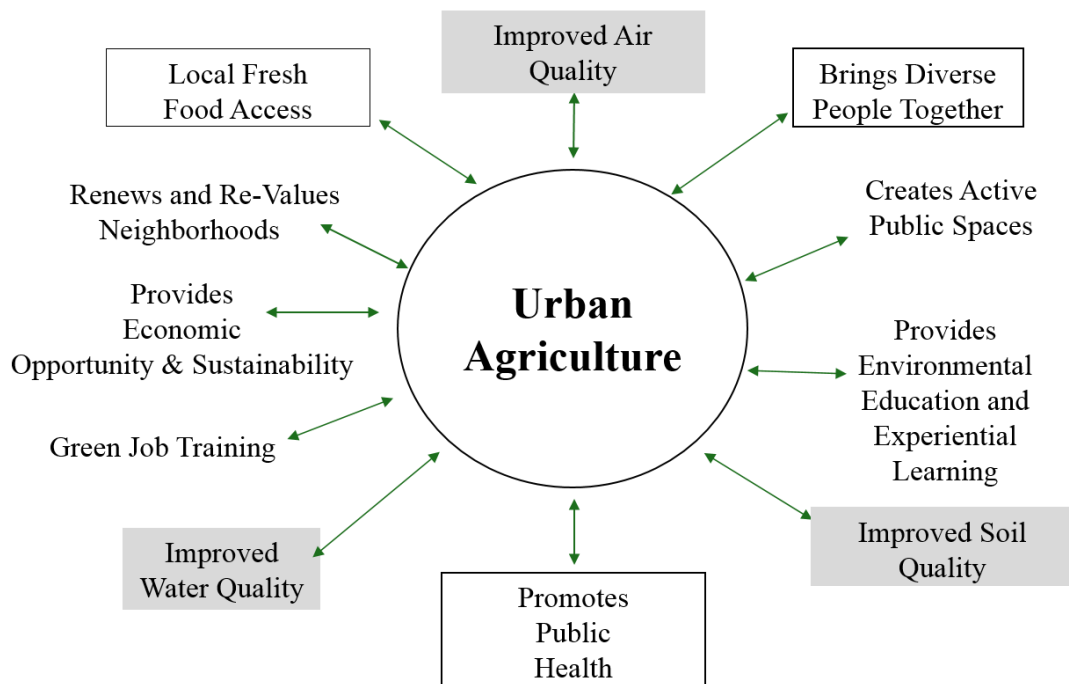 Improved Air
Quality
Local Fresh
Food Access
Brings Diverse
People Together
Renews and Re-Values
Neighborhoods
Creates Active
Public Spaces
Urban
Agriculture
Provides
Economic
Opportunity & Sustainability
Provides
Environmental
Education and
Experiential
Learning
Green Job Training
Improved
Water Quality
Improved Soil
Quality
Promotes
Public
Health